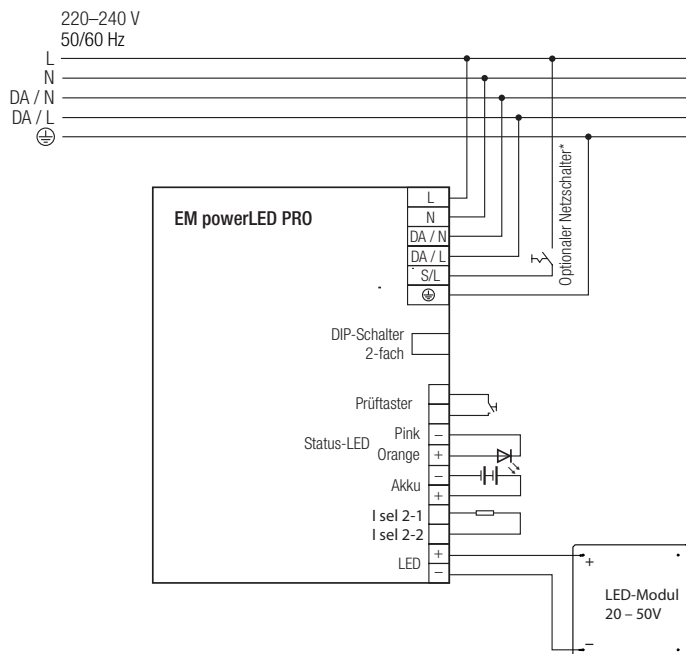 220–240 V
50/60 Hz
L
N
DA / N
DA / L
Optionaler Netzschalter*
EM powerLED PRO
L
N
DA / N
DA / L
S/L
DIP-Schalter
2-fach
Prüftaster
Status-LED
Pink –
Orange +
Akku
–
+
I sel 2-1
I sel 2-2
LED
+
–
+
LED-Modul
20 – 50V
–